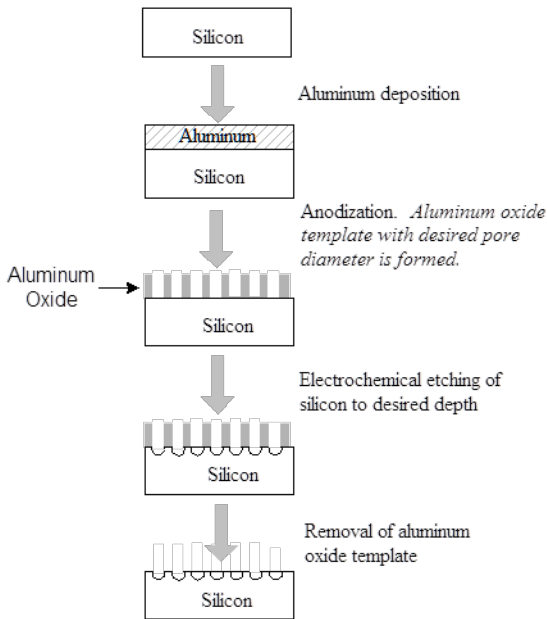 Silicon
Aluminum deposition
Aluminum
Silicon
Anodization. Aluminum oxide
template with desired pore
diameter is formed.
Aluminum
Oxide
Silicon
Electrochemical etching of
silicon to desired depth
Silicon
Removal of aluminum
oxide template
Silicon